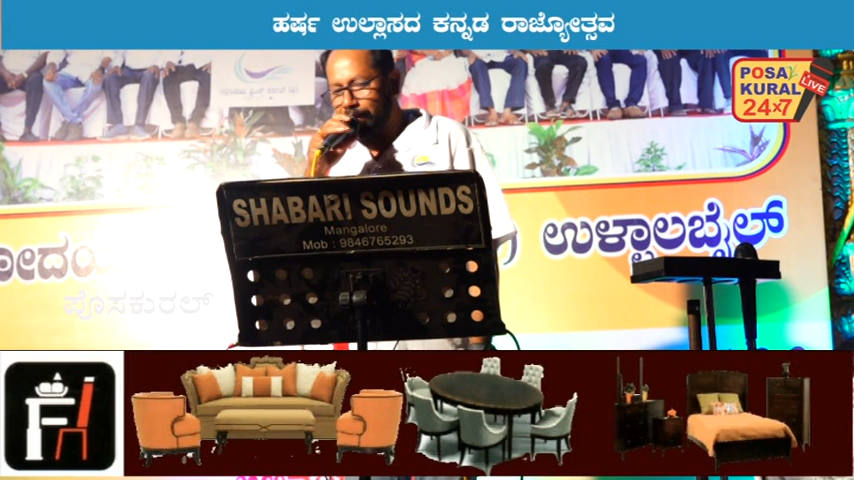 ಹರ್ಷ ಉಲ್ಲಾಸದ ಕನ್ನಡ ರಾಜ್ಯೋತ್ಸವ
POSA
KURAL
24x7
LIVE
SHABARI SOUNDS
Mangalore
Mob : 9846765293
ಉಳ್ಳಾಲಬೈಲ್
ಪೊಸಕುರಲ್